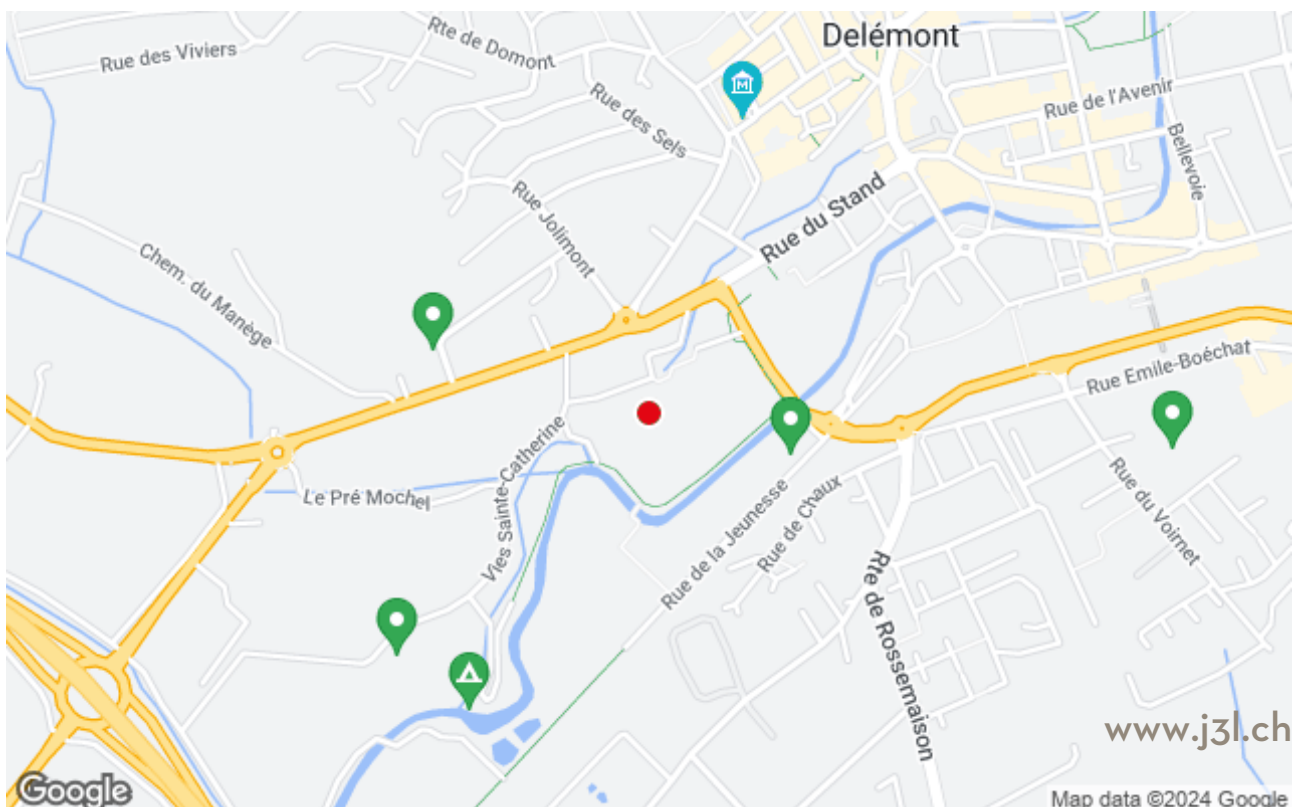 Delémont
Rte de Domont
Rue des Viviers
Rue de l'Avenir
Rue des Sels
Bellevoie
Rue du Stand
Rue Jolimont
Chem. du Manège
Rue Emile-Boéchat
Vies Sainte-Catherine
Le Pré Mochel
Rue de la Jeunesse
Rue de Chaux
Rue du Voirnet
Rte de Rossemaison
www.j3l.ch
Google
Map data ©2024 Google